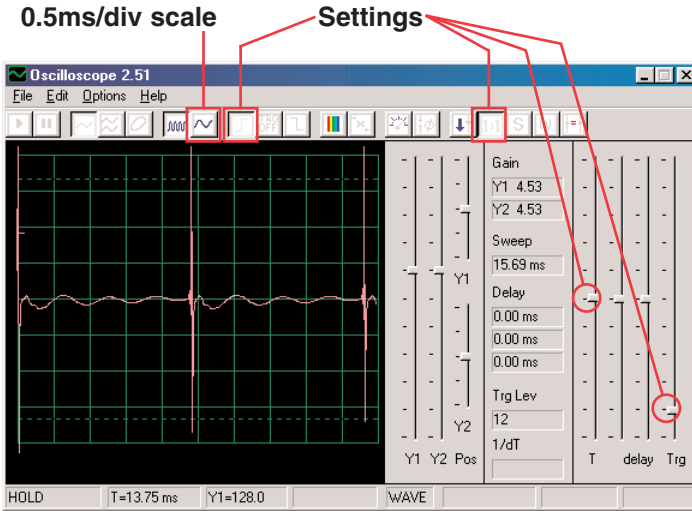 0.5ms/div scale
Settings
Oscilloscope 2.51
File Edit Options Help
TRG OFF
S
Gain
Y1 4.53
Y2 4.53
Sweep
15.69 ms
Delay
0.00 ms
0.00 ms
0.00 ms
Trg Lev
12
1/dT
Y1
Y2
Y1 Y2 Pos
T delay Trg
HOLD T=13.75 ms Y1=128.0 WAVE